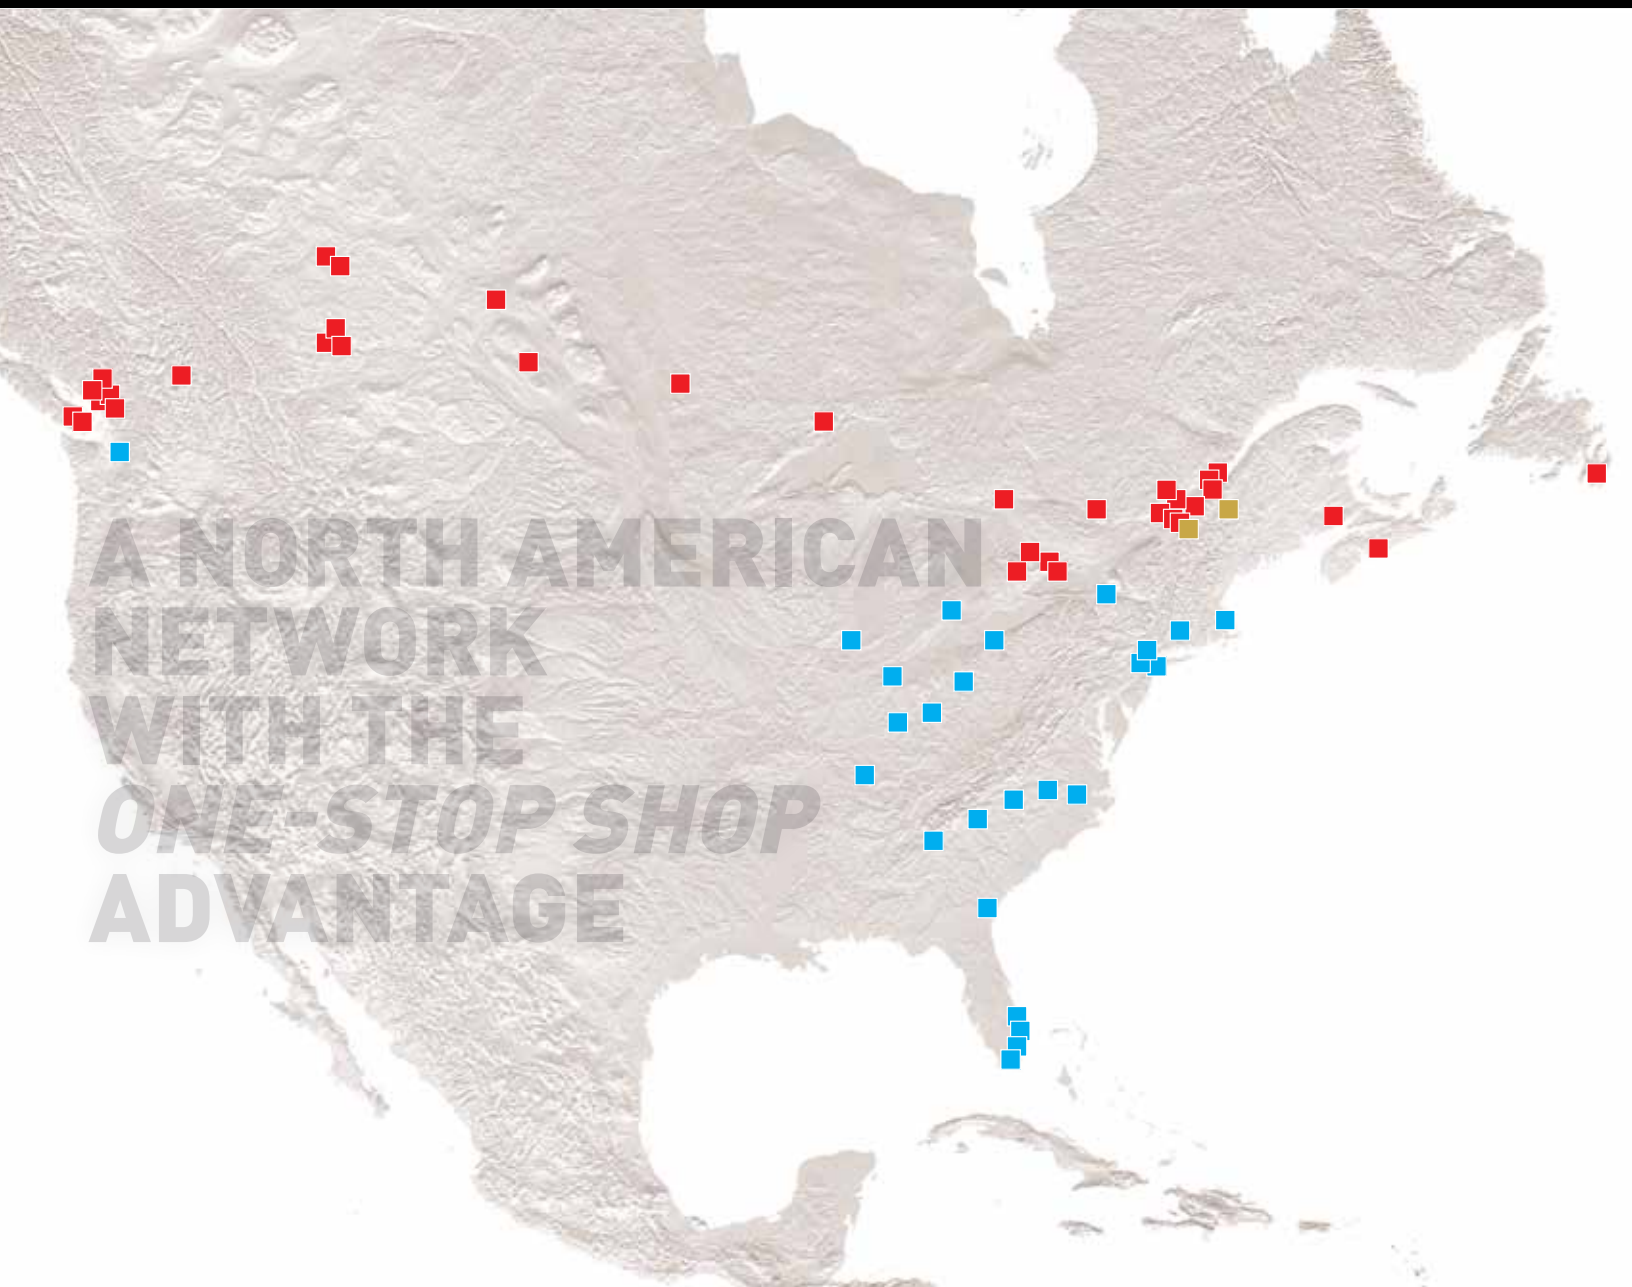 A NORTH AMERICAN
NETWORK
WITH THE
ONE-STOP SHOP
ADVANTAGE